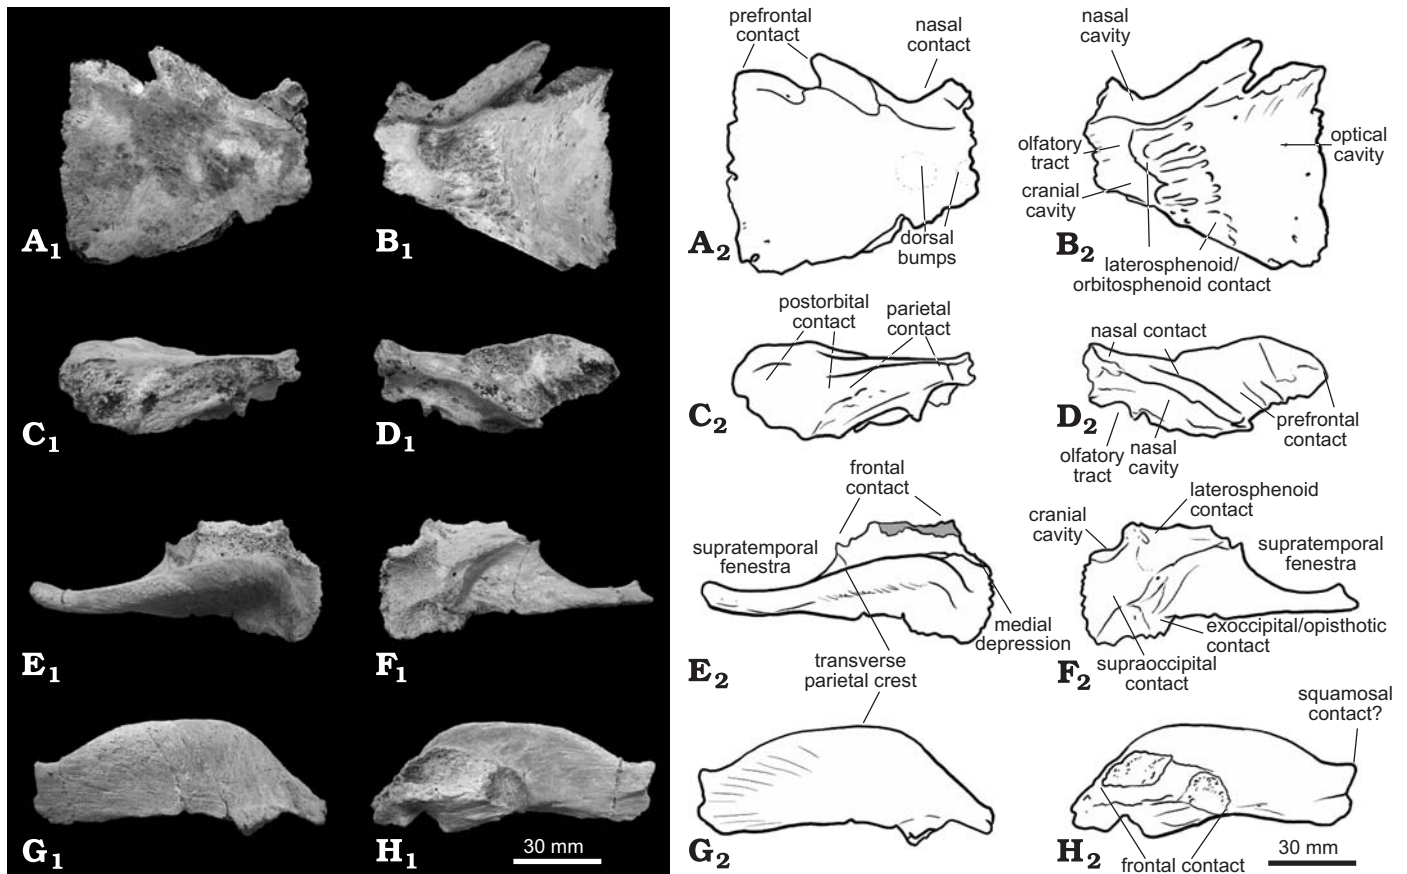 A1
B1
C1
D1
E1
F1
G1
H1
30 mm
prefrontal
contact
nasal
contact
nasal
cavity
olfactory
tract
cranial
cavity
optical
cavity
A2
dorsal
bumps
B2
laterosphenoid/
orbitosphenoid contact
postorbital
contact
parietal
contact
nasal contact
C2
D2
olfatory
tract
nasal
cavity
prefrontal
contact
frontal
contact
supratemporal
fenestra
cranial
cavity
laterosphenoid
contact
supratemporal
fenestra
medial
depression
exoccipital/opisthotic
contact
E2
transverse
parietal crest
F2
supraoccipital
contact
squamosal
contact?
G2
H2
frontal contact
30 mm